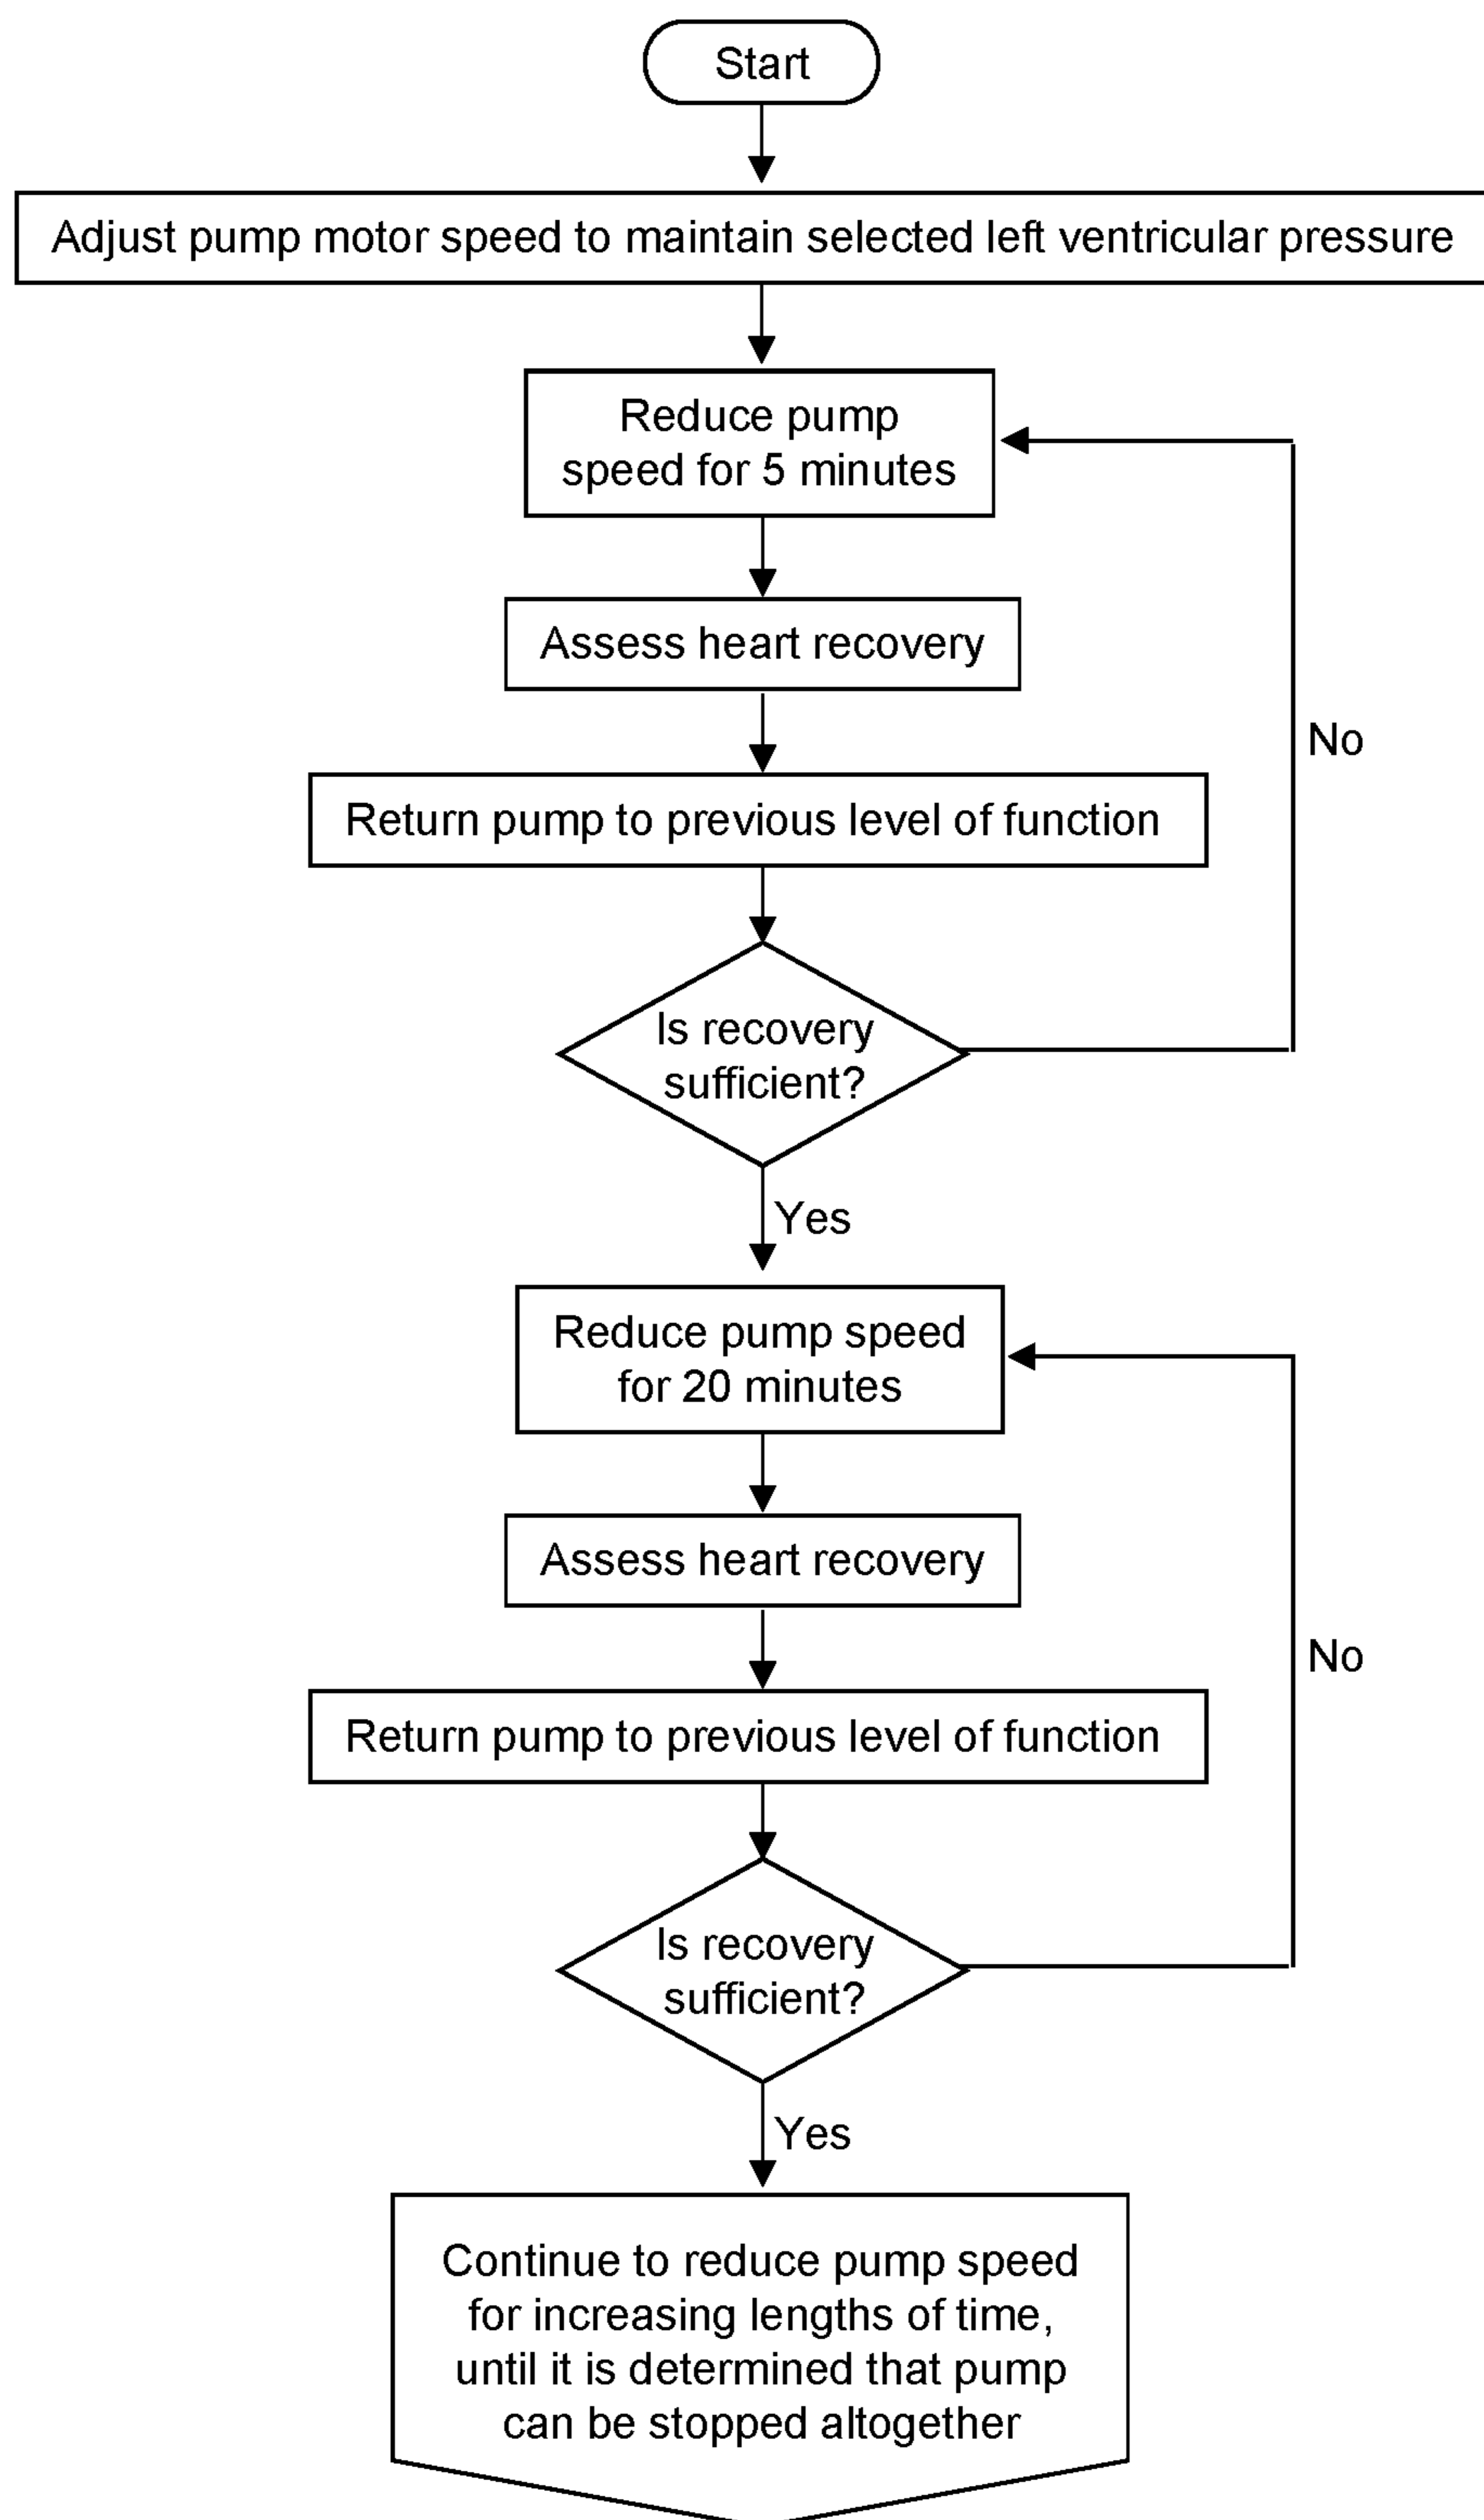 Start
Adjust pump motor speed to maintain selected left ventricular pressure
Reduce pump
speed for 5 minutes
Assess heart recovery
No
Return pump to previous level of function
Is recovery
sufficient?
Yes
Reduce pump speed
for 20 minutes
Assess heart recovery
No
Return pump to previous level of function
Is recovery
sufficient?
Yes
Continue to reduce pump speed
for increasing lengths of time,
until it is determined that pump
can be stopped altogether